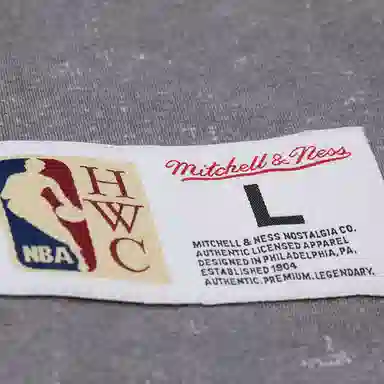 NBA
H
W
C
Mitchell & Ness
L
MITCHELL & NESS NOSTALGIA CO.
AUTHENTIC LICENSED APPAREL
DESIGNED IN PHILADELPHIA, PA.
ESTABLISHED 1904
AUTHENTIC. PREMIUM. LEGENDARY.